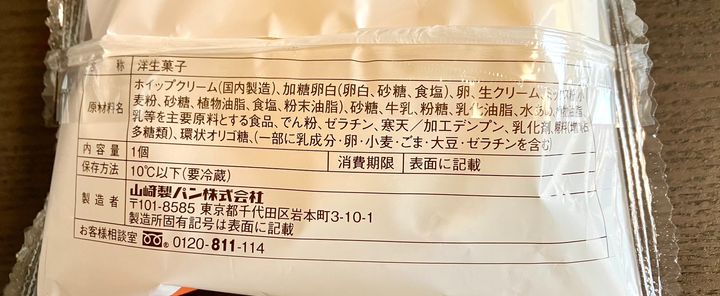 称 洋生菓子
原材料名 ホイップクリーム(国内製造)、加糖卵白(卵白、砂糖、食塩)、卵、生クリーム、
麦粉、砂糖、植物油脂、食塩、粉末油脂)、砂糖、牛乳、粉糖、乳化油脂、水あ
乳等を主要原料とする食品、でん粉、ゼラチン、寒天/加工デンプン、乳化剤、
多糖類)、環状オリゴ糖、(一部に乳成分・卵・小麦・ごま・大豆・ゼラチンを含む)
内容量 1個 消費期限 表面に記載
保存方法 10℃以下(要冷蔵)
製造者 山崎製パン株式会社
〒101-8585 東京都千代田区岩本町3-10-1
製造所固有記号は表面に記載
お客様相談室 0120-811-114